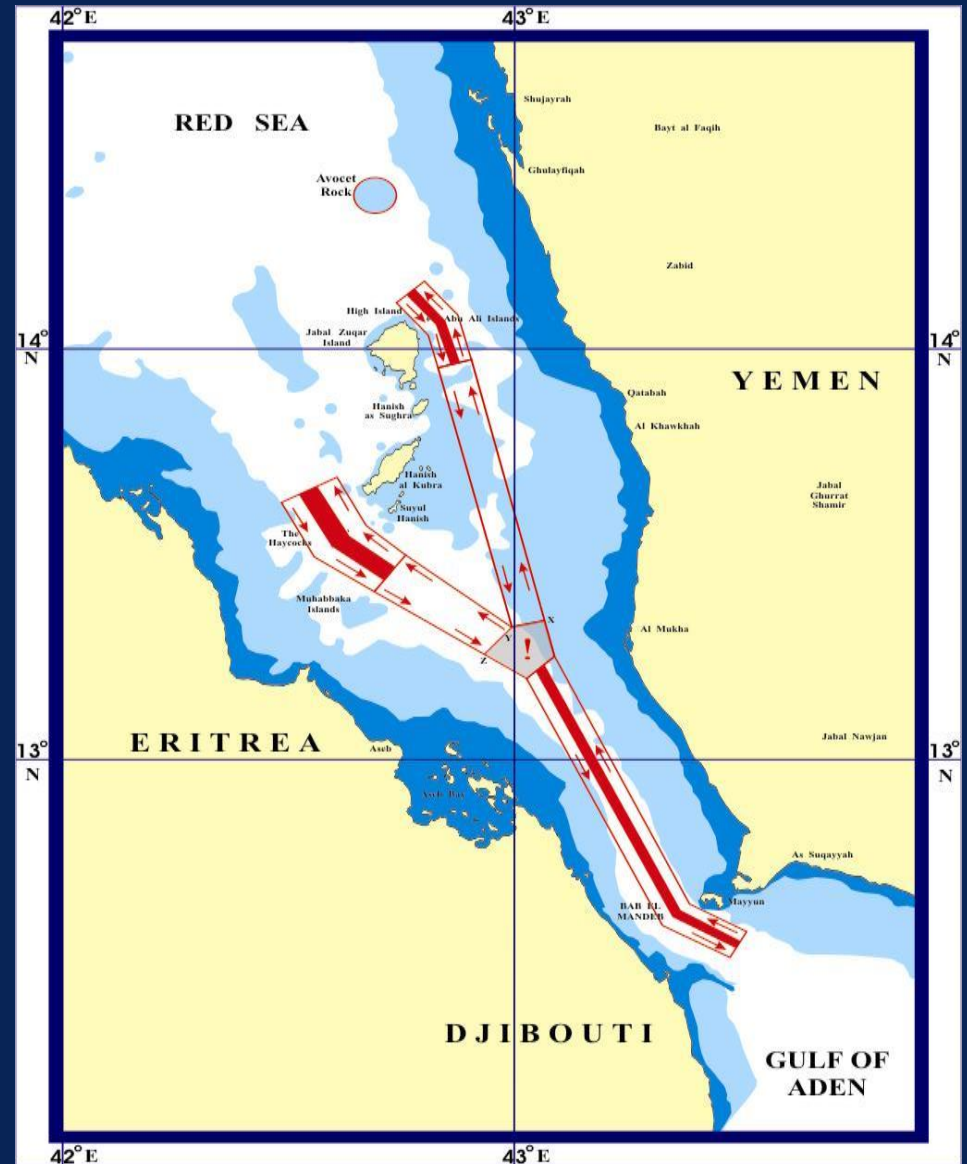 42°E
43°E
Shujayrah
RED SEA
Bayt al Faqih
Avocet
Rock
Ghulayfiqah
Zabid
High Island
Abu Ali Islands
Jabal Zuqar
Island
14°
N
14°
N
YEMEN
Hanish
as Sughra
Qatabah
Al Khawkhah
Hanish
al Kubra
Suyul
Hanish
Jabal
Ghurrat
Shamir
The
Haycocks
Muhabbaka
Islands
X
Y
!
Z
Al Mukha
ERITREA
Aseb
Jabal Nawjan
13°
N
13°
N
Aseb Bay
As Suqayyah
BAB EL
MANDEB
Mayyun
DJIBOUTI
GULF OF
ADEN
42°E
43°E